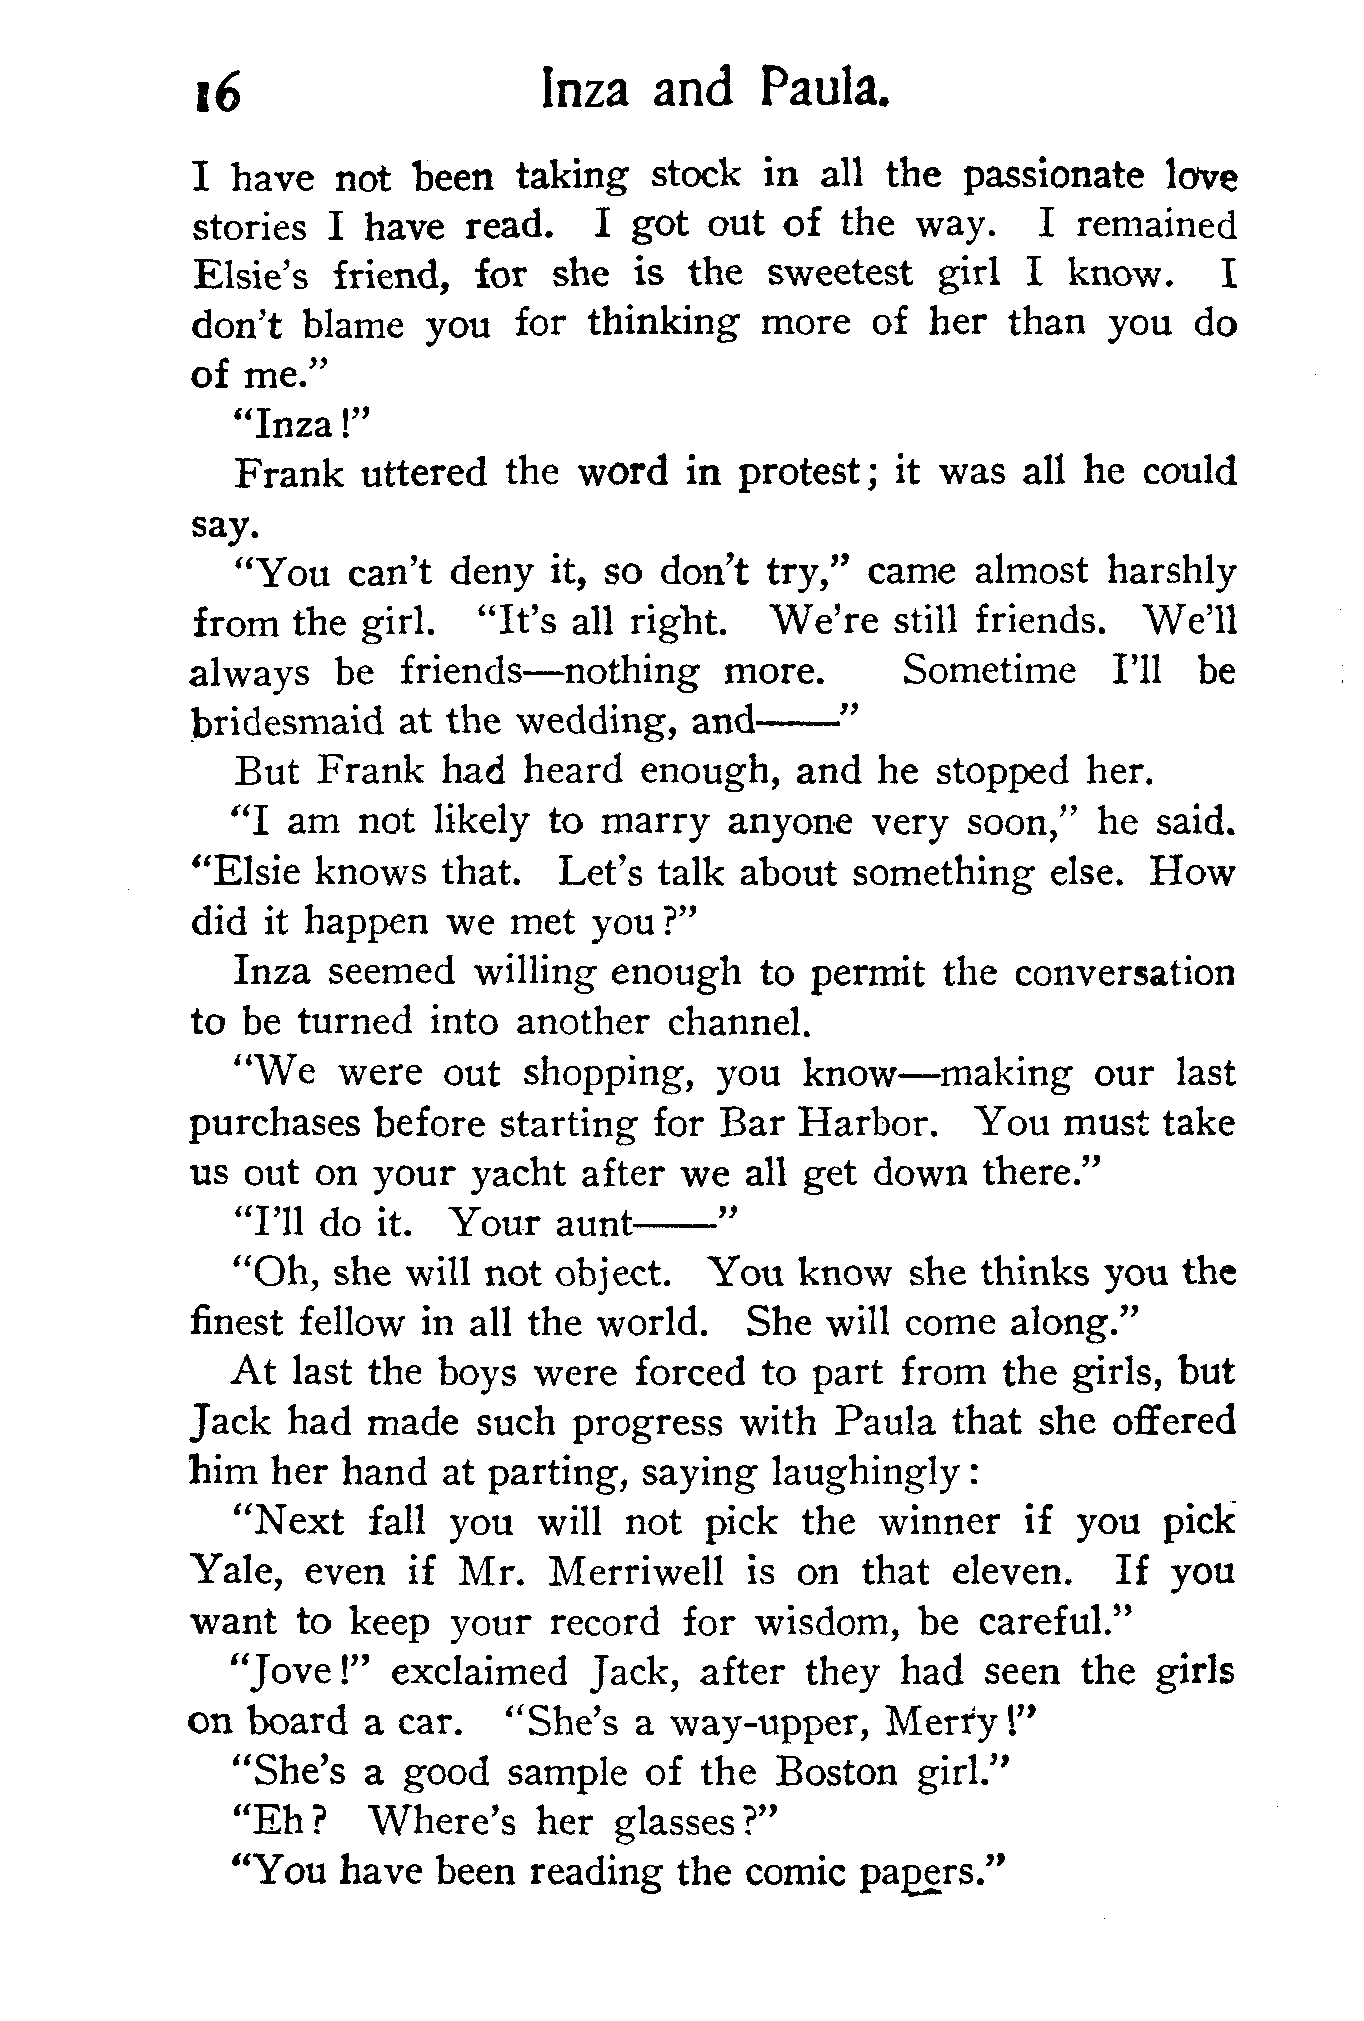 16 Inza and Paula.
I have not been taking stock in all the passionate love
stories I have read. I got out of the way. I remained
Elsie's friend, for she is the sweetest girl I know. I
don't blame you for thinking more of her than you do
of me."
"Inza!"
Frank uttered the word in protest; it was all he could
say.
"You can't deny it, so don't try," came almost harshly
from the girl. "It's all right. We're still friends. We'll
always be friends—nothing more. Sometime I'll be
bridesmaid at the wedding, and——"
But Frank had heard enough, and he stopped her.
"I am not likely to marry anyone very soon," he said.
"Elsie knows that. Let's talk about something else. How
did it happen we met you?"
Inza seemed willing enough to permit the conversation
to be turned into another channel.
"We were out shopping, you know—making our last
purchases before starting for Bar Harbor. You must take
us out on your yacht after we all get down there."
"I'll do it. Your aunt——"
"Oh, she will not object. You know she thinks you the
finest fellow in all the world. She will come along."
At last the boys were forced to part from the girls, but
Jack had made such progress with Paula that she offered
him her hand at parting, saying laughingly:
"Next fall you will not pick the winner if you pick
Yale, even if Mr. Merriwell is on that eleven. If you
want to keep your record for wisdom, be careful."
"Jove!" exclaimed Jack, after they had seen the girls
on board a car. "She's a way-upper, Merry!"
"She's a good sample of the Boston girl."
"Eh? Where's her glasses?"
"You have been reading the comic papers."